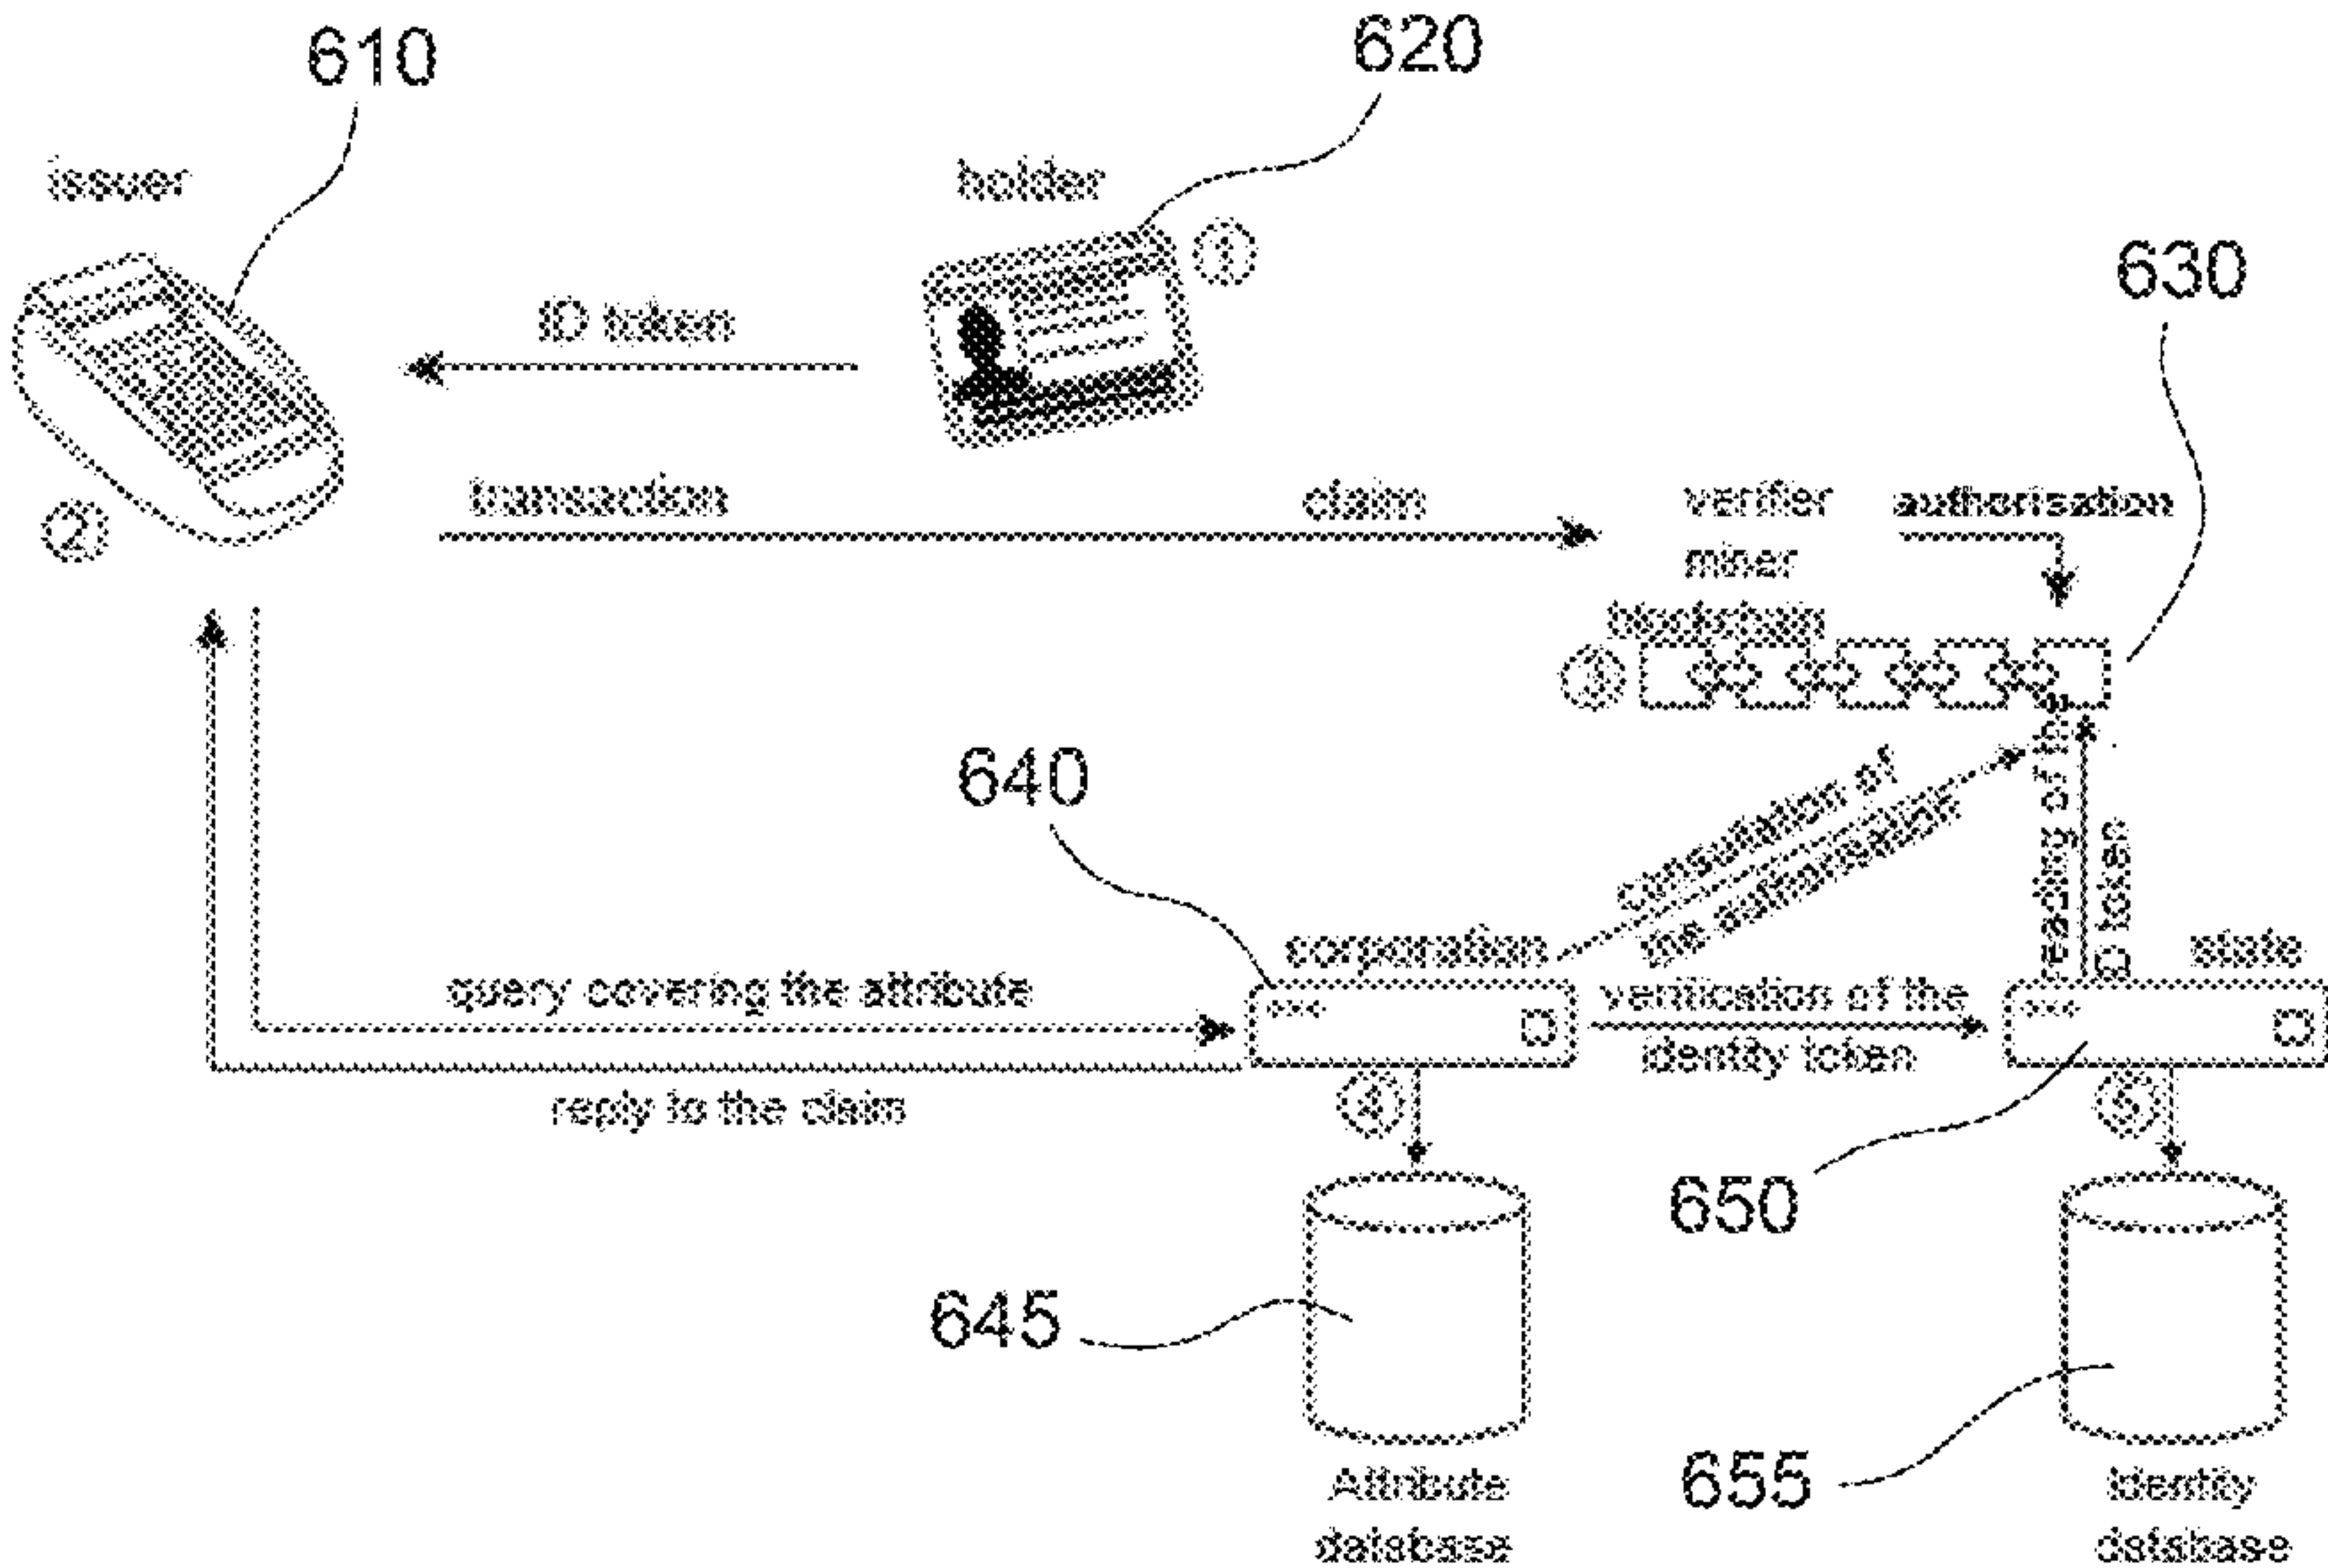 610
620
issuer
holder
①
630
ID token
②
transaction
claim
verifier
authorisation
miner
blockchain
③
640
consultation of
the authorisation
reading of the
ID token
corporation
state
query covering the attribute
verification of the
identity token
reply to the claim
④
⑤
650
645
655
Attribute
database
Identity
database